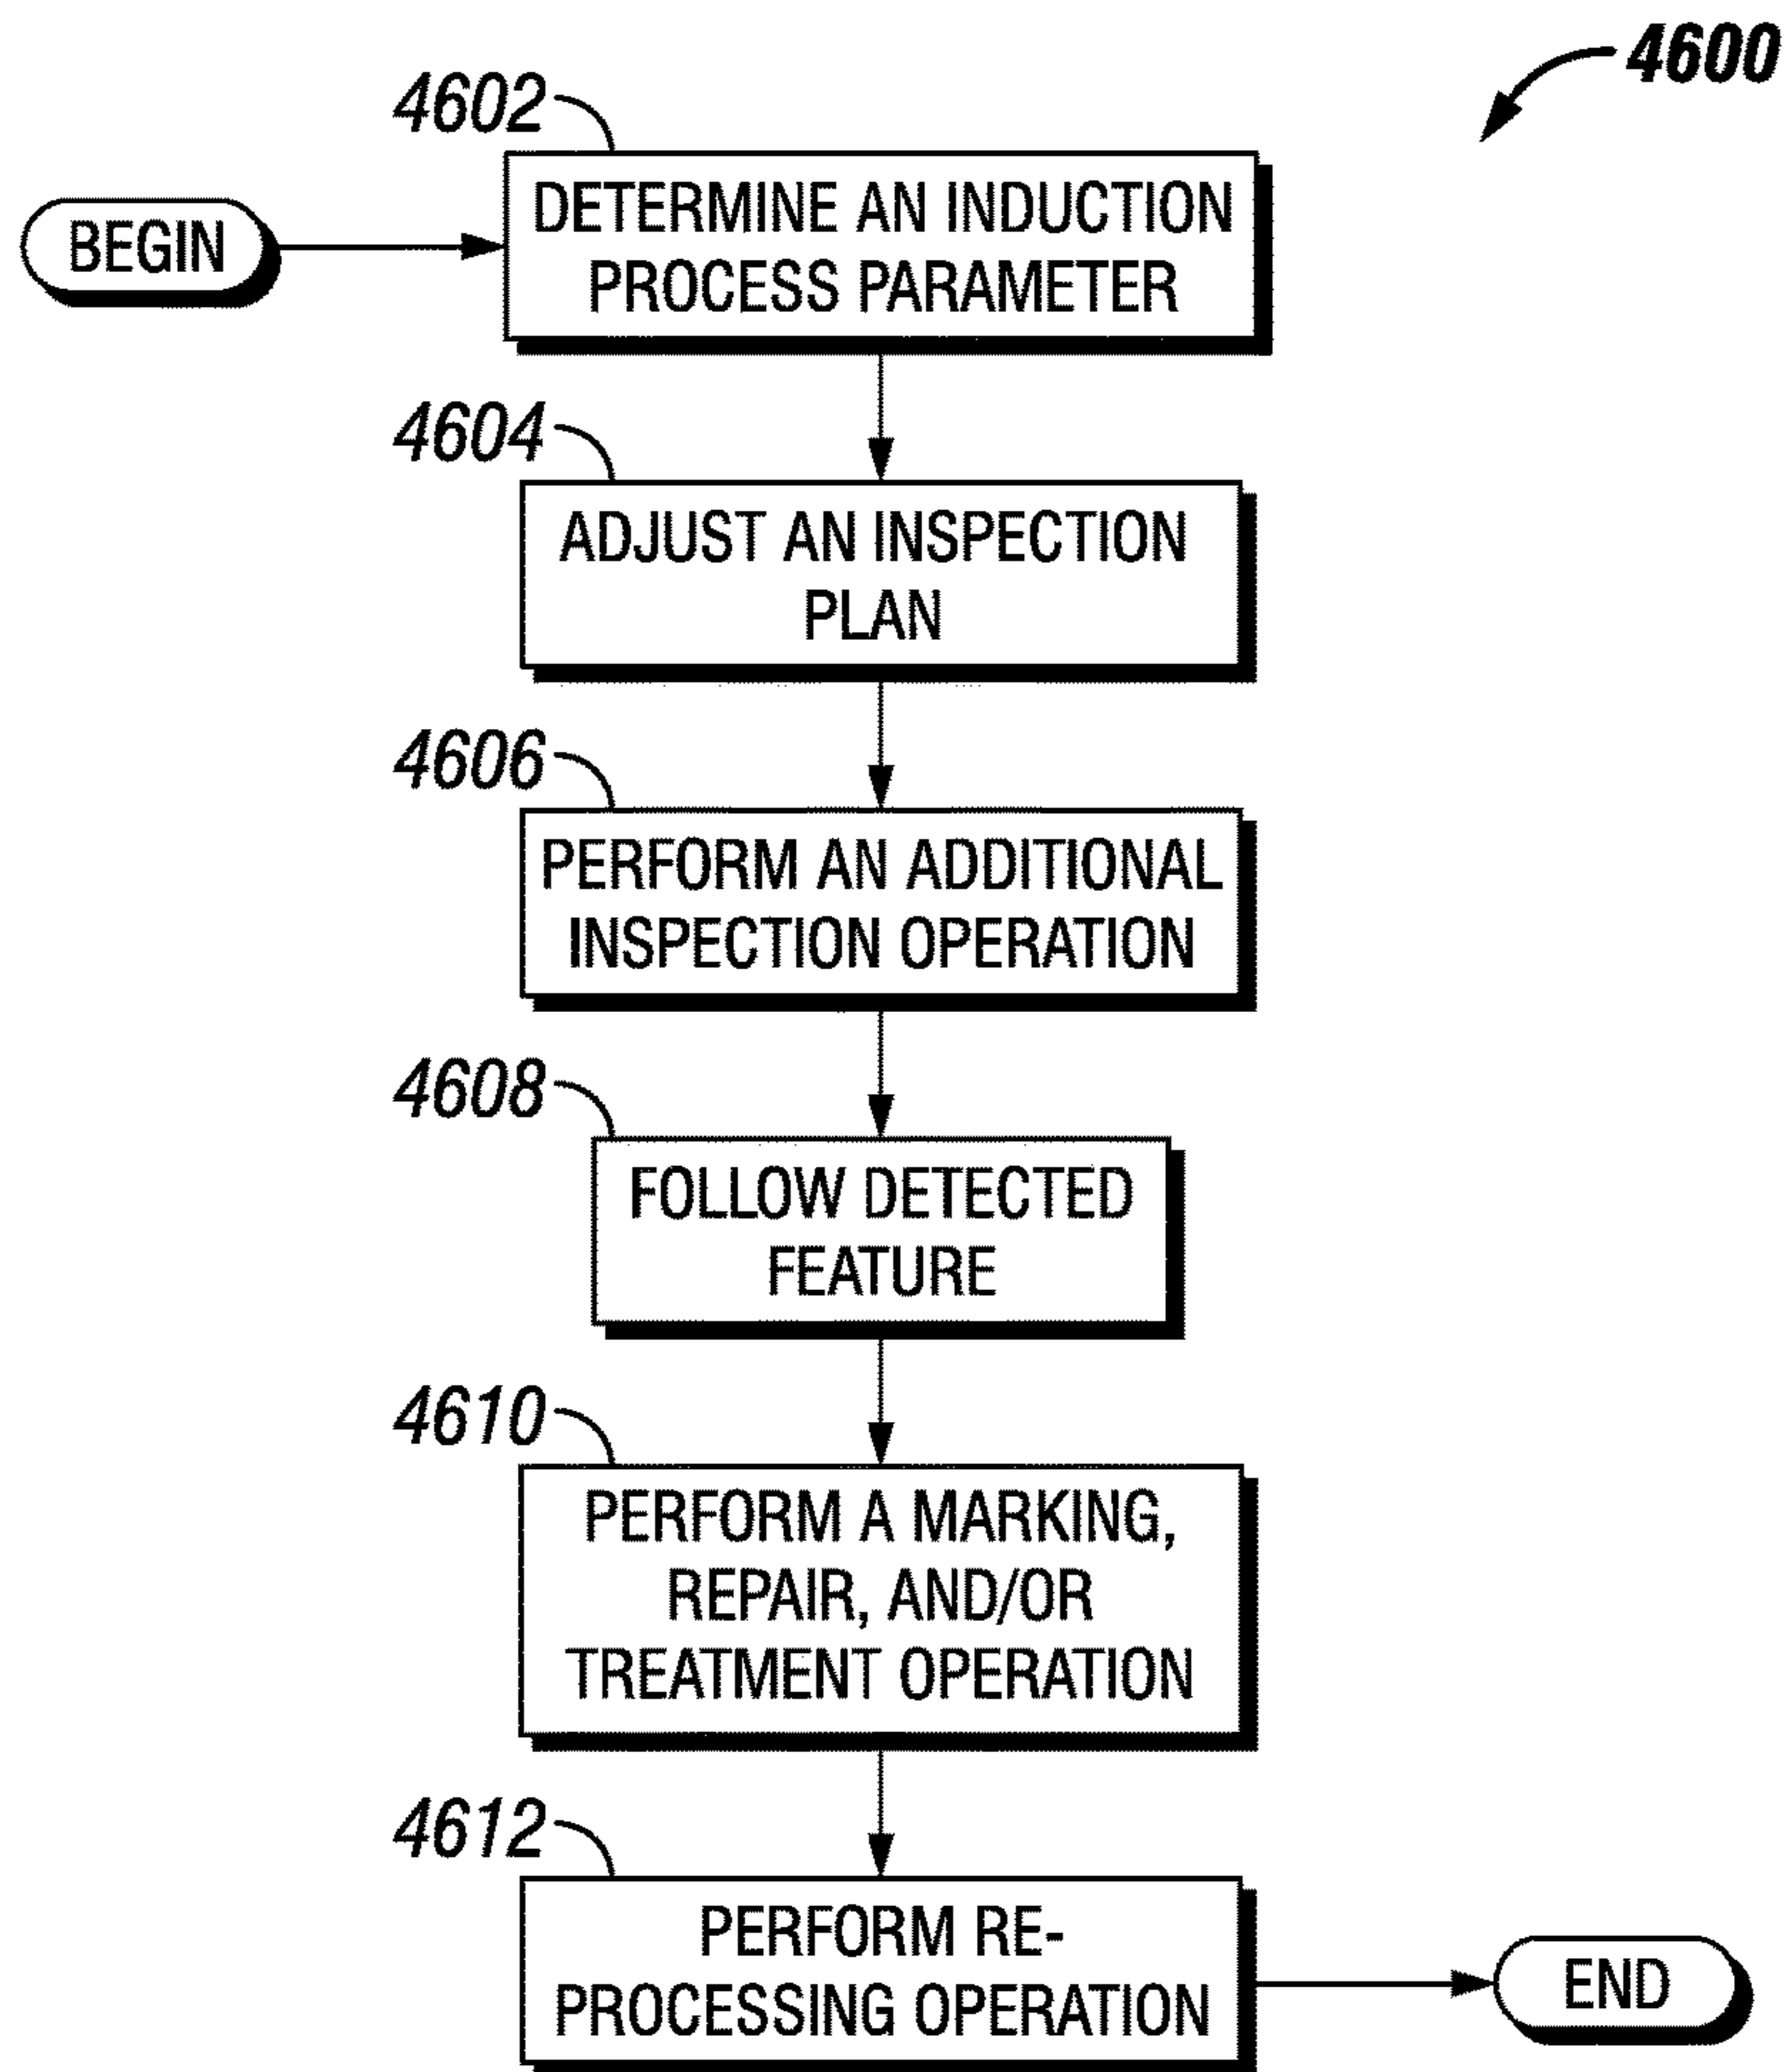 4600
4602
BEGIN
DETERMINE AN INDUCTION
PROCESS PARAMETER
4604
ADJUST AN INSPECTION
PLAN
4606
PERFORM AN ADDITIONAL
INSPECTION OPERATION
4608
FOLLOW DETECTED
FEATURE
4610
PERFORM A MARKING,
REPAIR, AND/OR
TREATMENT OPERATION
4612
PERFORM RE-
PROCESSING OPERATION
END